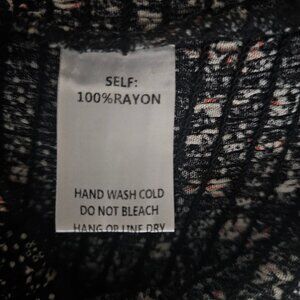 SELF:
100%RAYON
HAND WASH COLD
DO NOT BLEACH
HANG OR LINE DRY